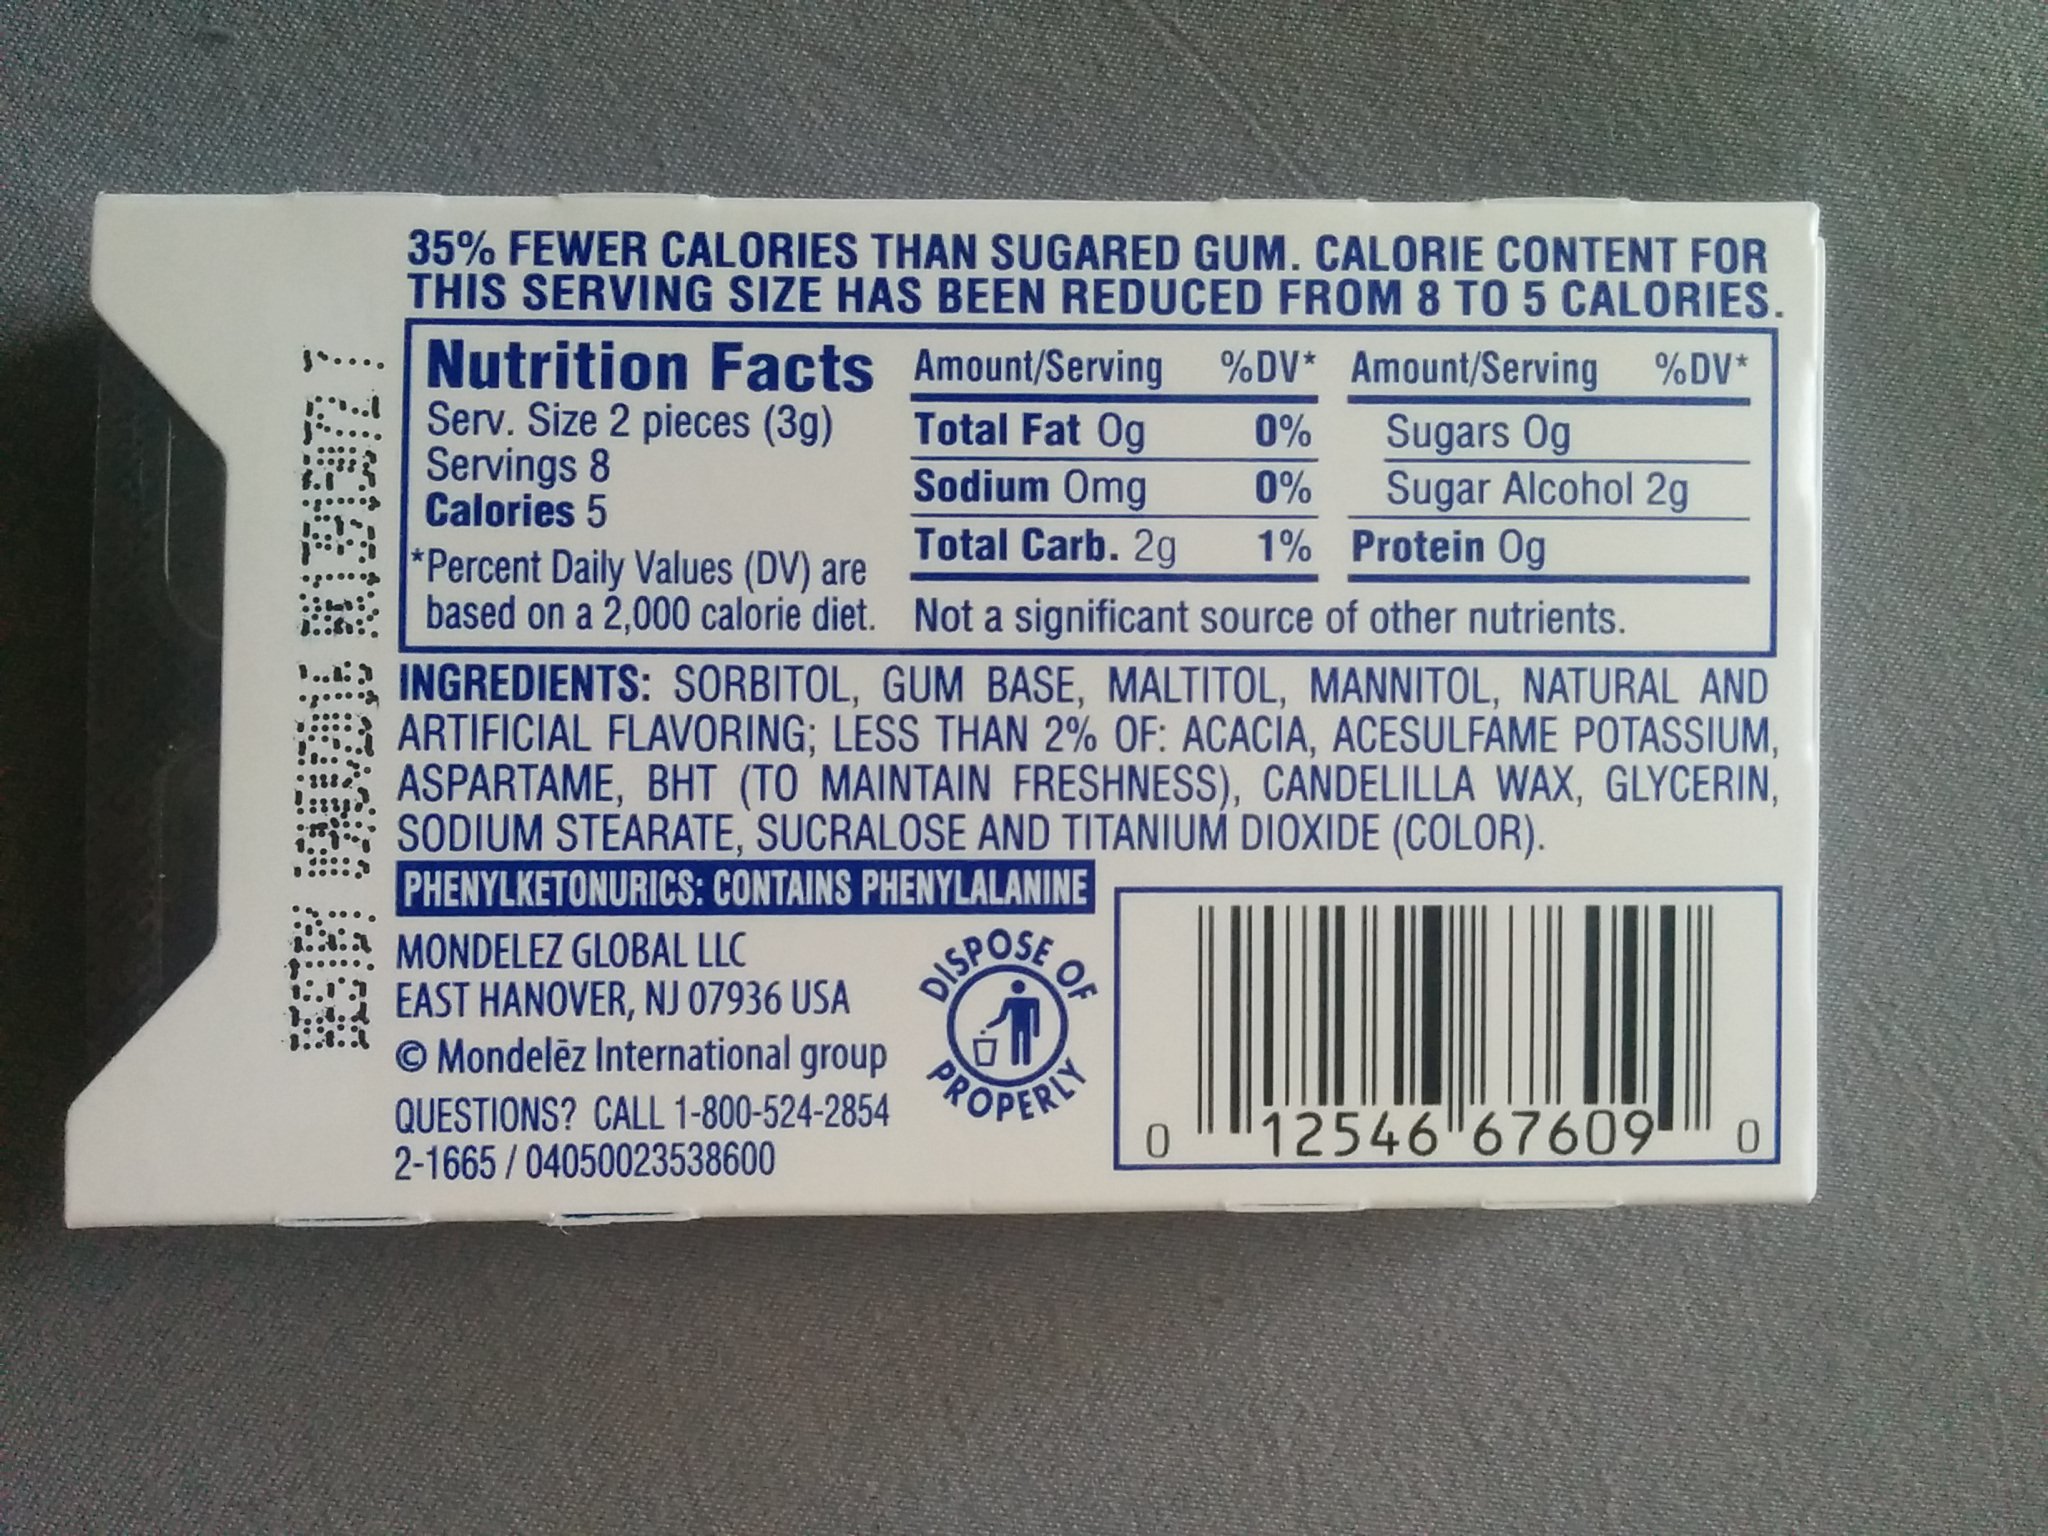 35% FEWER CALORIES THAN SUGARED GUM. CALORIE CONTENT FOR
THIS SERVING SIZE HAS BEEN REDUCED FROM 8 TO 5 CALORIES.
Nutrition Facts
Serv. Size 2 pieces (3g)
Servings 8
Calories 5
*Percent Daily Values (DV) are
based on a 2,000 calorie diet.
Amount/Serving %DV*
Total Fat 0g 0%
Sodium 0mg 0%
Total Carb. 2g 1%
Amount/Serving %DV*
Sugars 0g
Sugar Alcohol 2g
Protein 0g
Not a significant source of other nutrients.
INGREDIENTS: SORBITOL, GUM BASE, MALTITOL, MANNITOL, NATURAL AND
ARTIFICIAL FLAVORING; LESS THAN 2% OF: ACACIA, ACESULFAME POTASSIUM,
ASPARTAME, BHT (TO MAINTAIN FRESHNESS), CANDELILLA WAX, GLYCERIN,
SODIUM STEARATE, SUCRALOSE AND TITANIUM DIOXIDE (COLOR).
PHENYLKETONURICS: CONTAINS PHENYLALANINE
MONDELEZ GLOBAL LLC
EAST HANOVER, NJ 07936 USA
© Mondelēz International group
QUESTIONS? CALL 1-800-524-2854
2-1665 / 04050023538600
DISPOSE OF
PROPERLY
0 12546 67609 0